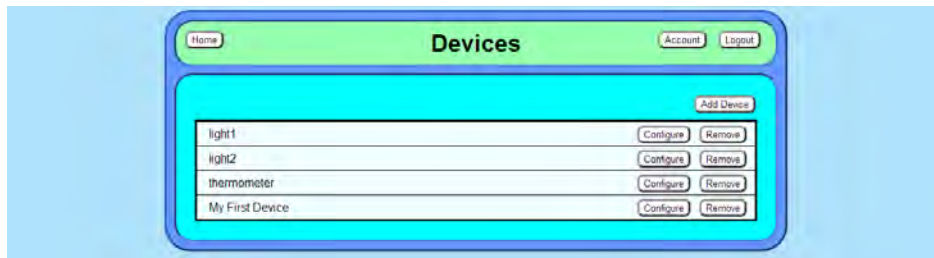 Home Devices Account Logout
Add Device
light1 Configure Remove
light2 Configure Remove
thermometer Configure Remove
My First Device Configure Remove